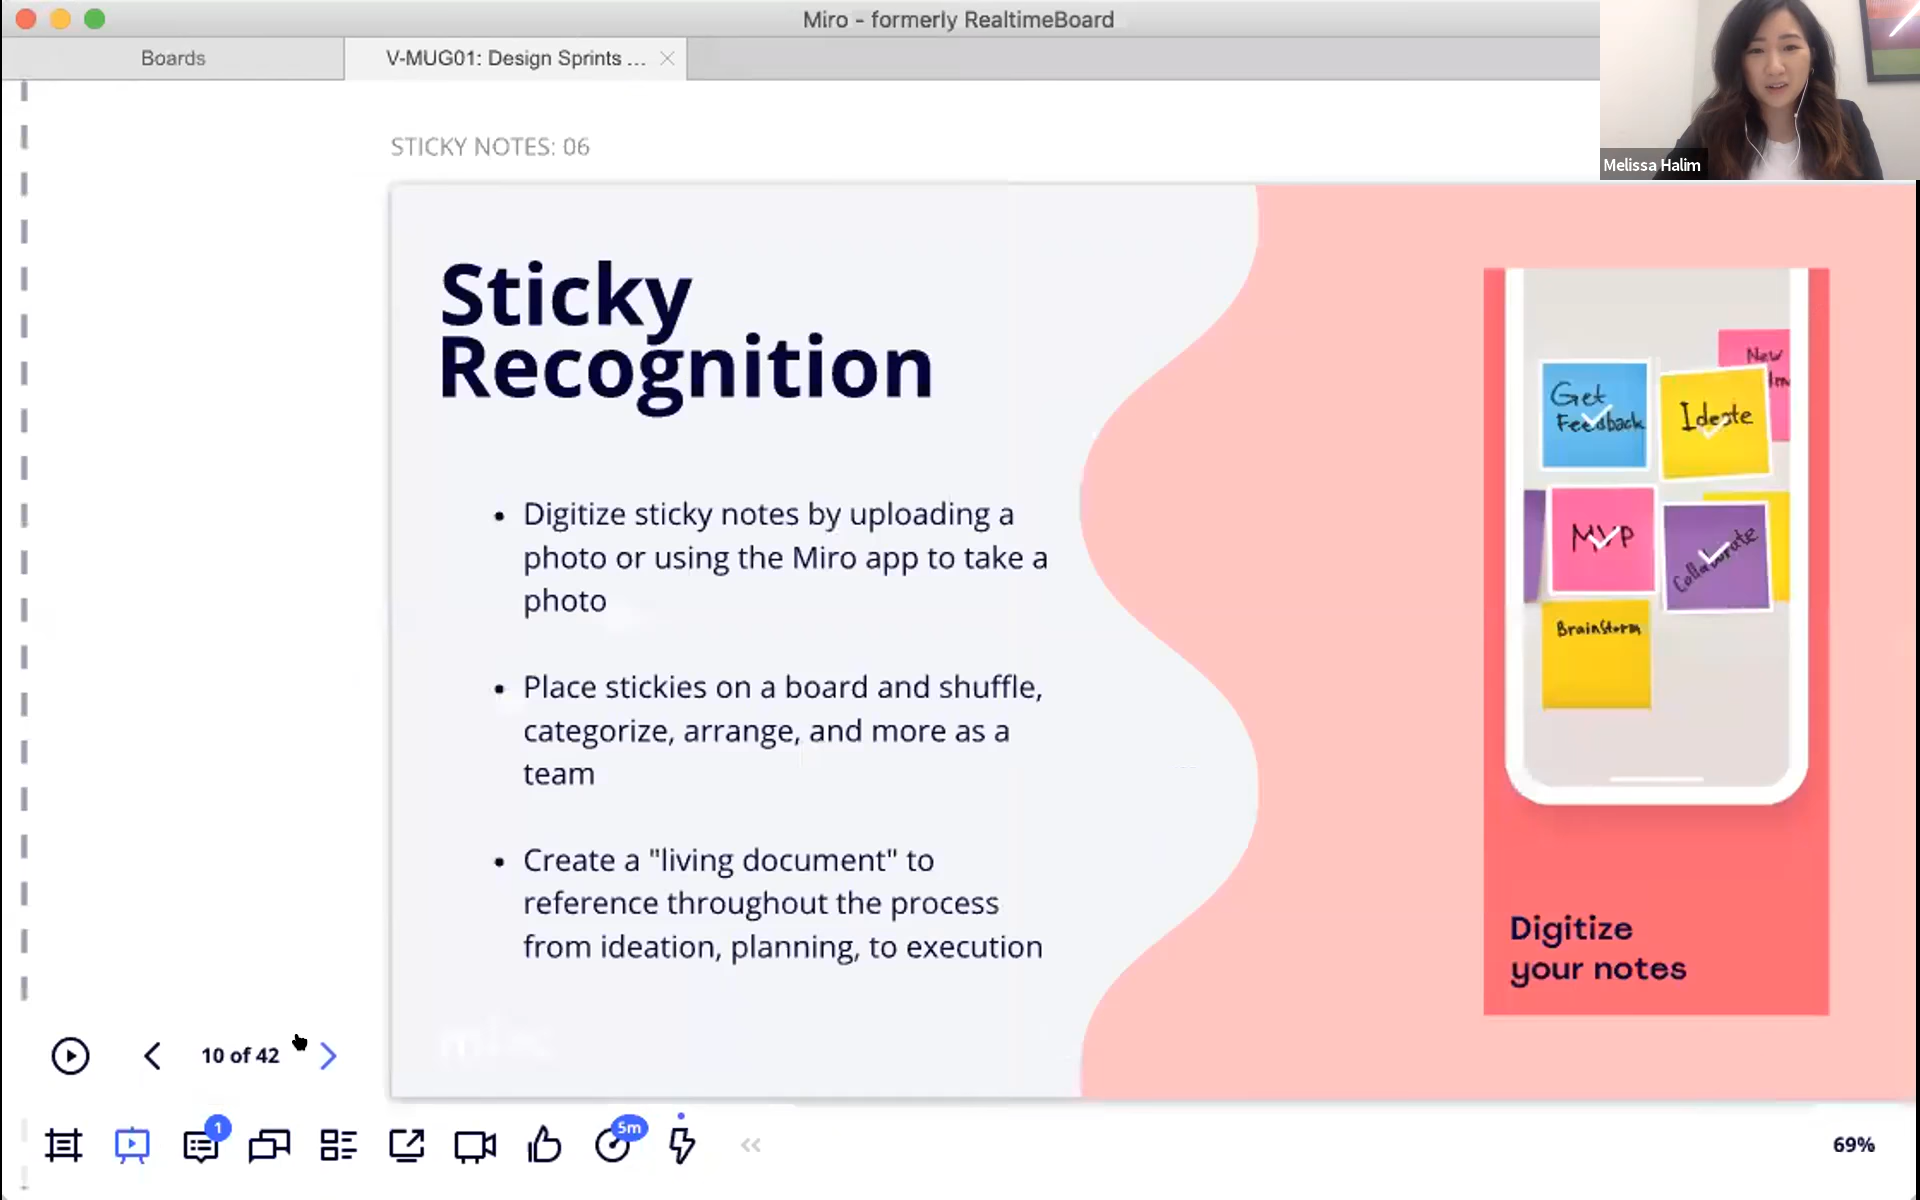 Miro - formerly RealtimeBoard
Boards
V-MUG01: Design Sprints ...
Melissa Halim
STICKY NOTES: 06
Sticky
Recognition
• Digitize sticky notes by uploading a
photo or using the Miro app to take a
photo
• Place stickies on a board and shuffle,
categorize, arrange, and more as a
team
• Create a "living document" to
reference throughout the process
from ideation, planning, to execution
New
Get
Feedback
Ideate
MVP
Collaborate
Brainstorm
Digitize
your notes
10 of 42
1
5m
69%